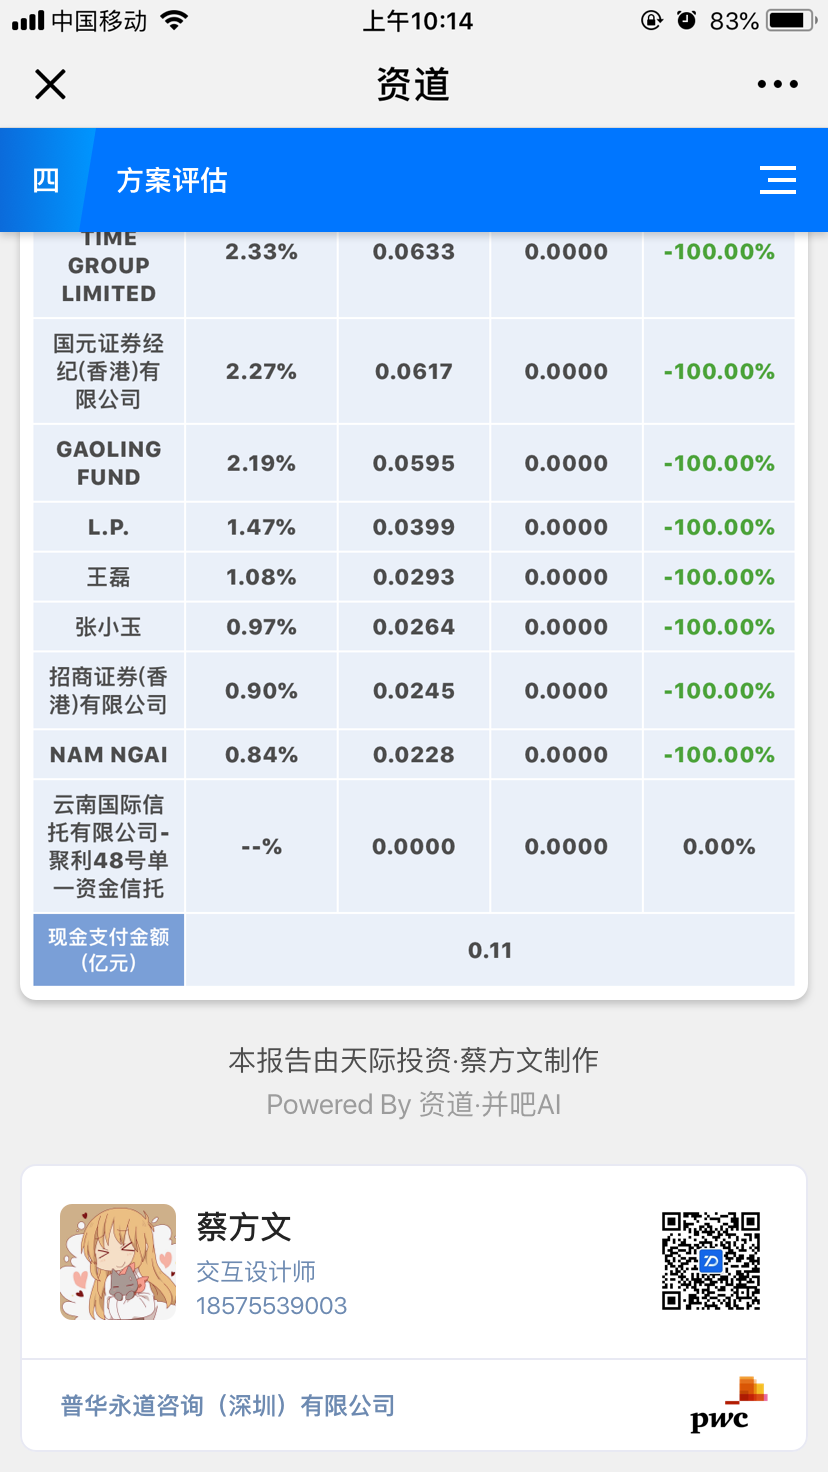 中国移动 上午10:14 83%
资道
四 方案评估
TIME
GROUP
LIMITED 2.33% 0.0633 0.0000 -100.00%
国元证券经
纪(香港)有
限公司 2.27% 0.0617 0.0000 -100.00%
GAOLING
FUND 2.19% 0.0595 0.0000 -100.00%
L.P. 1.47% 0.0399 0.0000 -100.00%
王磊 1.08% 0.0293 0.0000 -100.00%
张小玉 0.97% 0.0264 0.0000 -100.00%
招商证券(香
港)有限公司 0.90% 0.0245 0.0000 -100.00%
NAM NGAI 0.84% 0.0228 0.0000 -100.00%
云南国际信
托有限公司-
聚利48号单
一资金信托 --% 0.0000 0.0000 0.00%
现金支付金额
(亿元) 0.11
本报告由天际投资·蔡方文制作
Powered By 资道·并吧AI
蔡方文
交互设计师
18575539003
普华永道咨询（深圳）有限公司
pwc